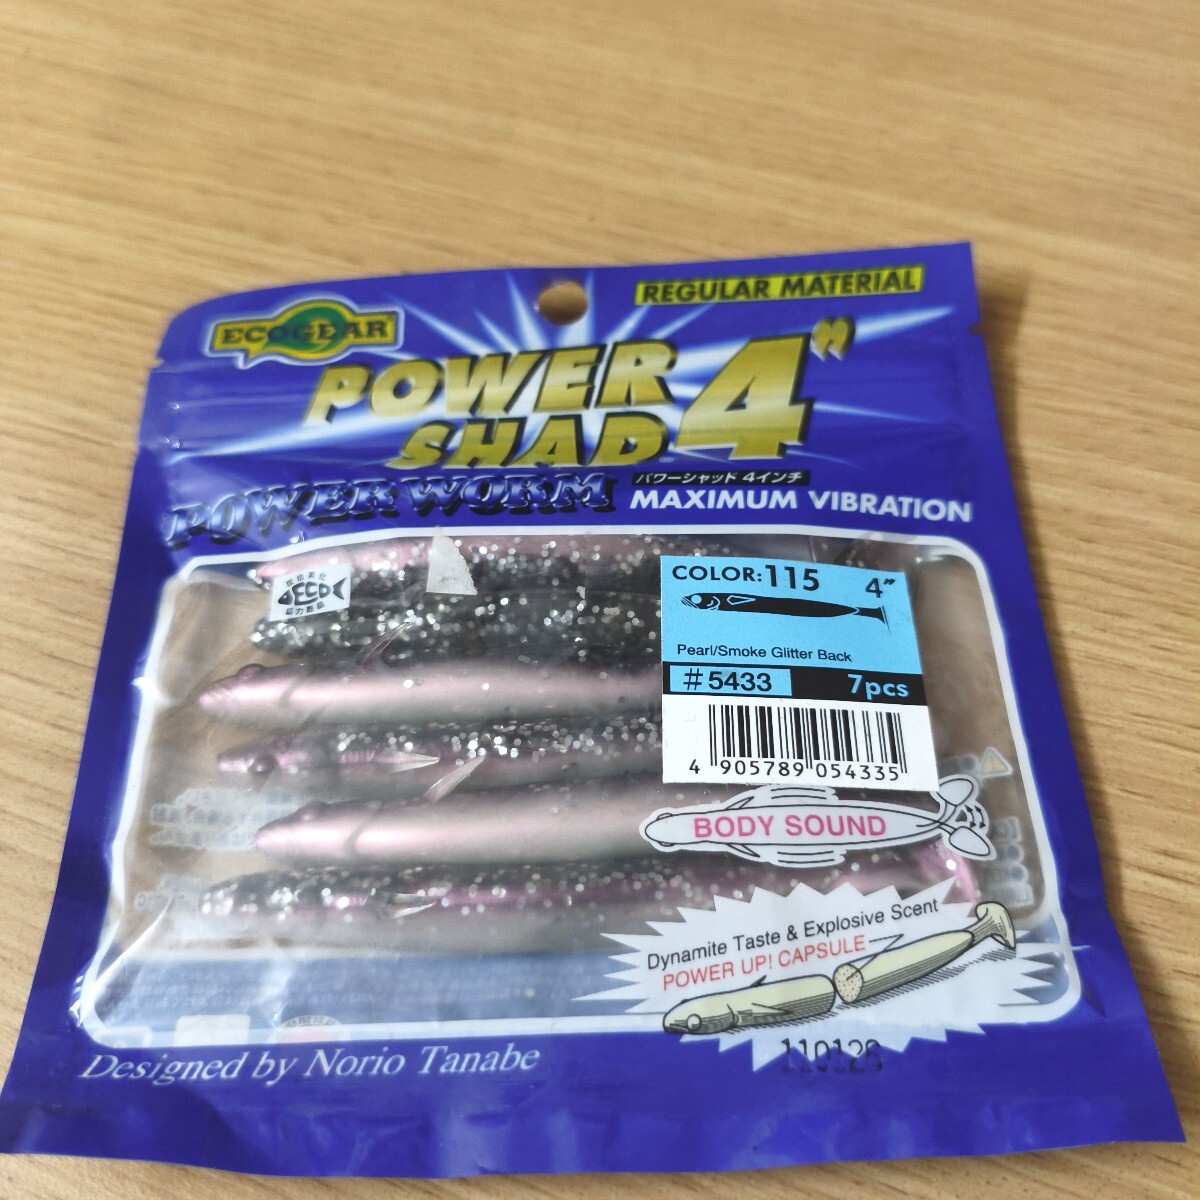 ECOGEAR
REGULAR MATERIAL
POWER
SHAD 4"
パワーシャッド 4インチ
POWER WORM
MAXIMUM VIBRATION
ECO
COLOR: 115 4"
Pearl/Smoke Glitter Back
#5433 7pcs
4 905789 054335
BODY SOUND
Dynamite Taste & Explosive Scent
POWER UP! CAPSULE
Designed by Norio Tanabe